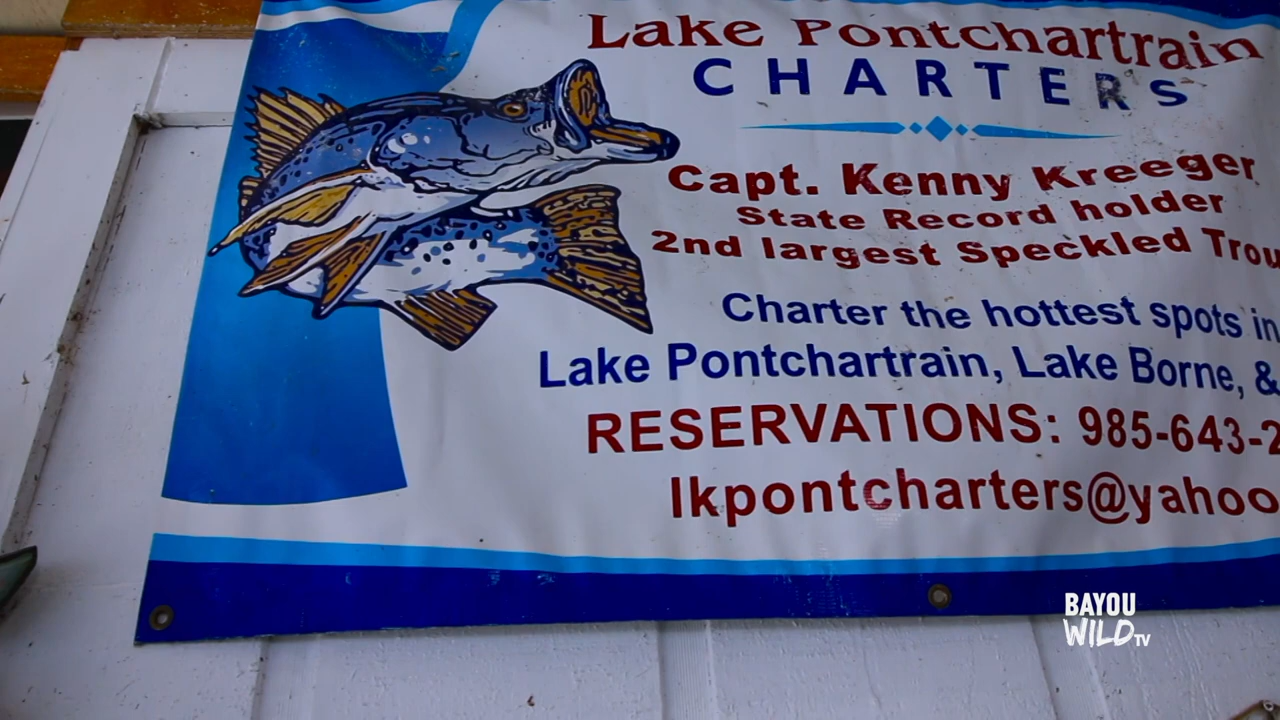 Lake Pontchartrain
CHARTERS
Capt. Kenny Kreeger
State Record holder
2nd largest Speckled Trou
Charter the hottest spots in
Lake Pontchartrain, Lake Borne, &
RESERVATIONS: 985-643-2
lkpontcharters@yahoo
BAYOU
WILD TV